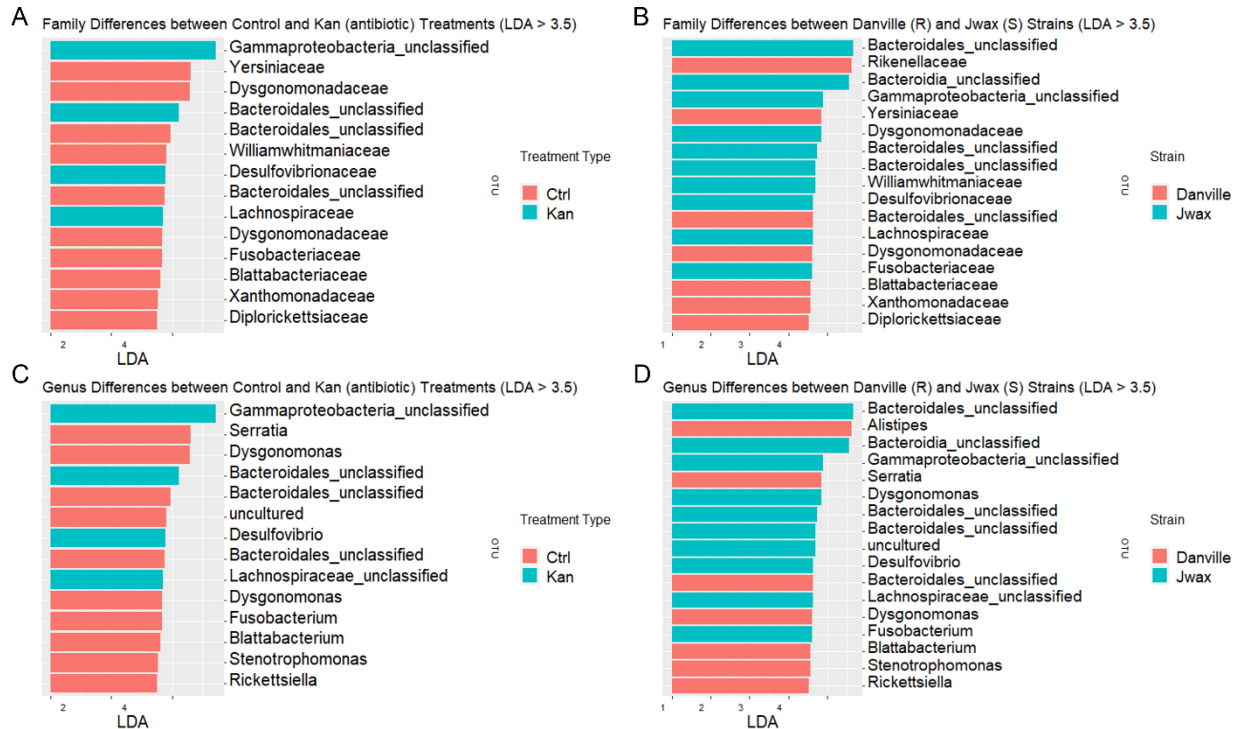 A
Family Differences between Control and Kan (antibiotic) Treatments (LDA > 3.5)
Gammaproteobacteria_unclassified
Yersiniaceae
Dysgonomonadaceae
Bacteroidales_unclassified
Bacteroidales_unclassified
Williamwhitmaniaceae
Desulfovibrionaceae
Bacteroidales_unclassified
Lachnospiraceae
Dysgonomonadaceae
Fusobacteriaceae
Blattabacteriaceae
Xanthomonadaceae
Diplorickettsiaceae
2 4
LDA
OTU
Treatment Type
Ctrl
Kan
B
Family Differences between Danville (R) and Jwax (S) Strains (LDA > 3.5)
Bacteroidales_unclassified
Rikenellaceae
Bacteroidia_unclassified
Gammaproteobacteria_unclassified
Yersiniaceae
Dysgonomonadaceae
Bacteroidales_unclassified
Bacteroidales_unclassified
Williamwhitmaniaceae
Desulfovibrionaceae
Bacteroidales_unclassified
Lachnospiraceae
Dysgonomonadaceae
Fusobacteriaceae
Blattabacteriaceae
Xanthomonadaceae
Diplorickettsiaceae
1 2 3 4
LDA
OTU
Strain
Danville
Jwax
C
Genus Differences between Control and Kan (antibiotic) Treatments (LDA > 3.5)
Gammaproteobacteria_unclassified
Serratia
Dysgonomonas
Bacteroidales_unclassified
Bacteroidales_unclassified
uncultured
Desulfovibrio
Bacteroidales_unclassified
Lachnospiraceae_unclassified
Dysgonomonas
Fusobacterium
Blattabacterium
Stenotrophomonas
Rickettsiella
2 4
LDA
OTU
Treatment Type
Ctrl
Kan
D
Genus Differences between Danville (R) and Jwax (S) Strains (LDA > 3.5)
Bacteroidales_unclassified
Alistipes
Bacteroidia_unclassified
Gammaproteobacteria_unclassified
Serratia
Dysgonomonas
Bacteroidales_unclassified
Bacteroidales_unclassified
uncultured
Desulfovibrio
Bacteroidales_unclassified
Lachnospiraceae_unclassified
Dysgonomonas
Fusobacterium
Blattabacterium
Stenotrophomonas
Rickettsiella
1 2 3 4
LDA
OTU
Strain
Danville
Jwax